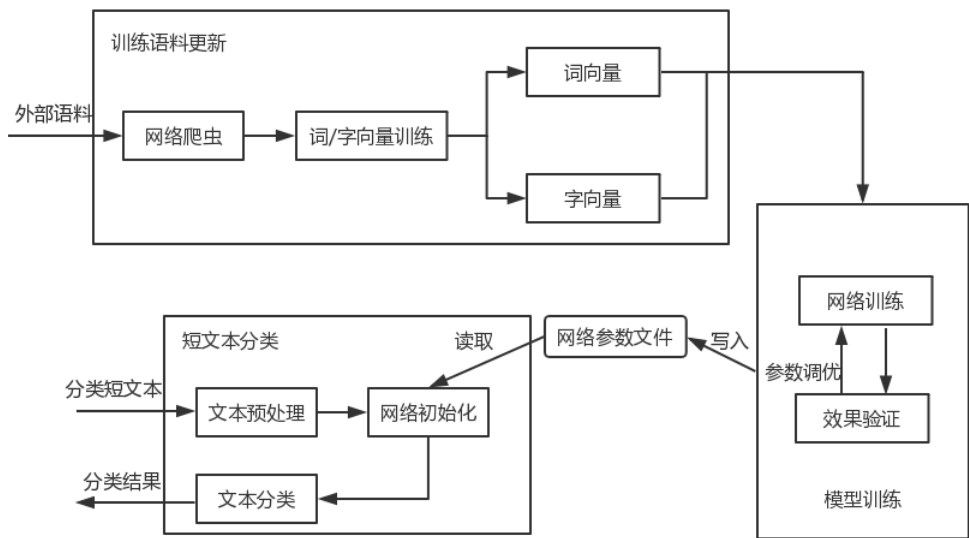 训练语料更新
外部语料
网络爬虫
词/字向量训练
词向量
字向量
网络训练
参数调优
效果验证
模型训练
写入
网络参数文件
读取
短文本分类
分类短文本
文本预处理
网络初始化
分类结果
文本分类